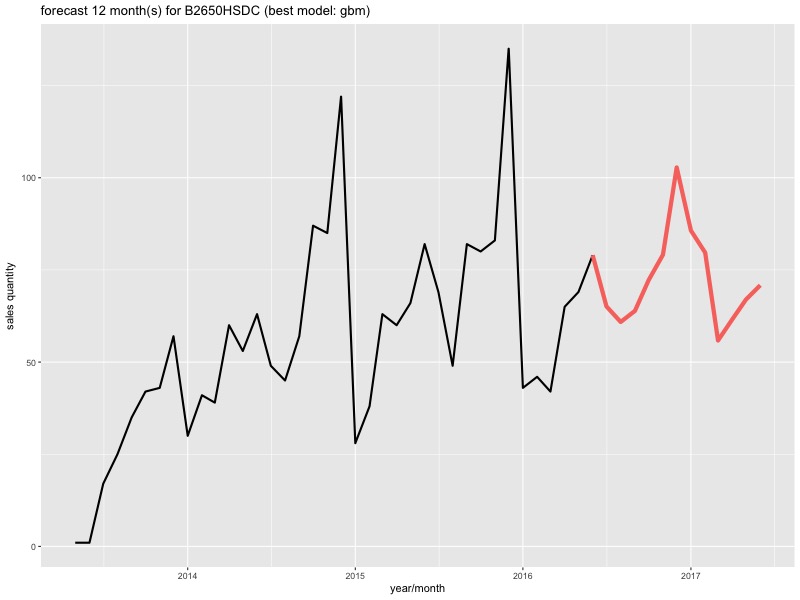 forecast 12 month(s) for B2650HSDC (best model: gbm)
sales quantity
100
50
0
2014 2015 2016 2017
year/month